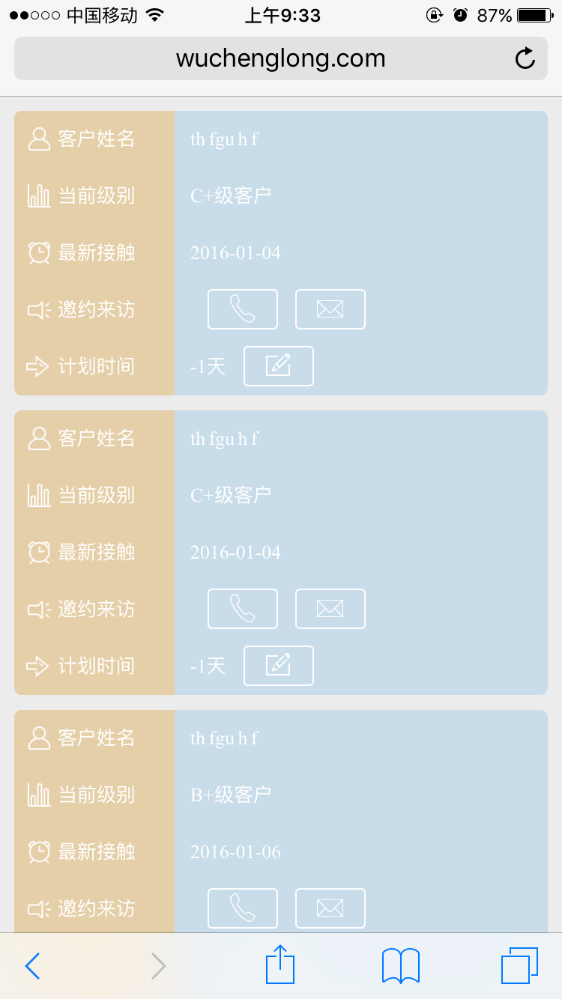 中国移动 上午9:33 87%
wuchenglong.com
客户姓名 th fgu h f
当前级别 C+级客户
最新接触 2016-01-04
邀约来访
计划时间 -1天
客户姓名 th fgu h f
当前级别 C+级客户
最新接触 2016-01-04
邀约来访
计划时间 -1天
客户姓名 th fgu h f
当前级别 B+级客户
最新接触 2016-01-06
邀约来访